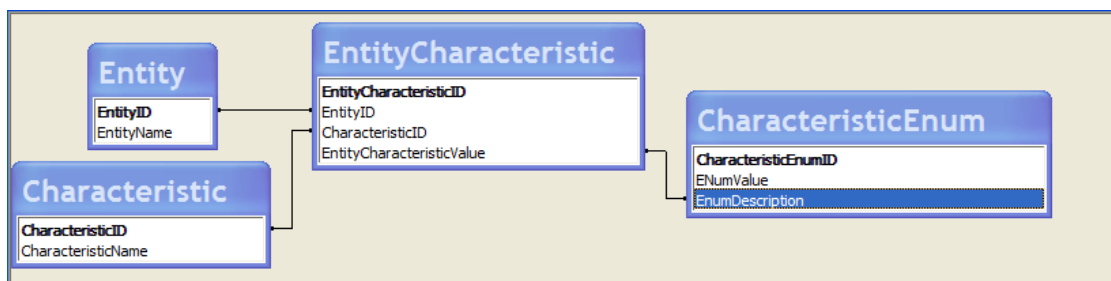 Entity
EntityID
EntityName
EntityCharacteristic
EntityCharacteristicID
EntityID
CharacteristicID
EntityCharacteristicValue
Characteristic
CharacteristicID
CharacteristicName
CharacteristicEnum
CharacteristicEnumID
ENumValue
EnumDescription